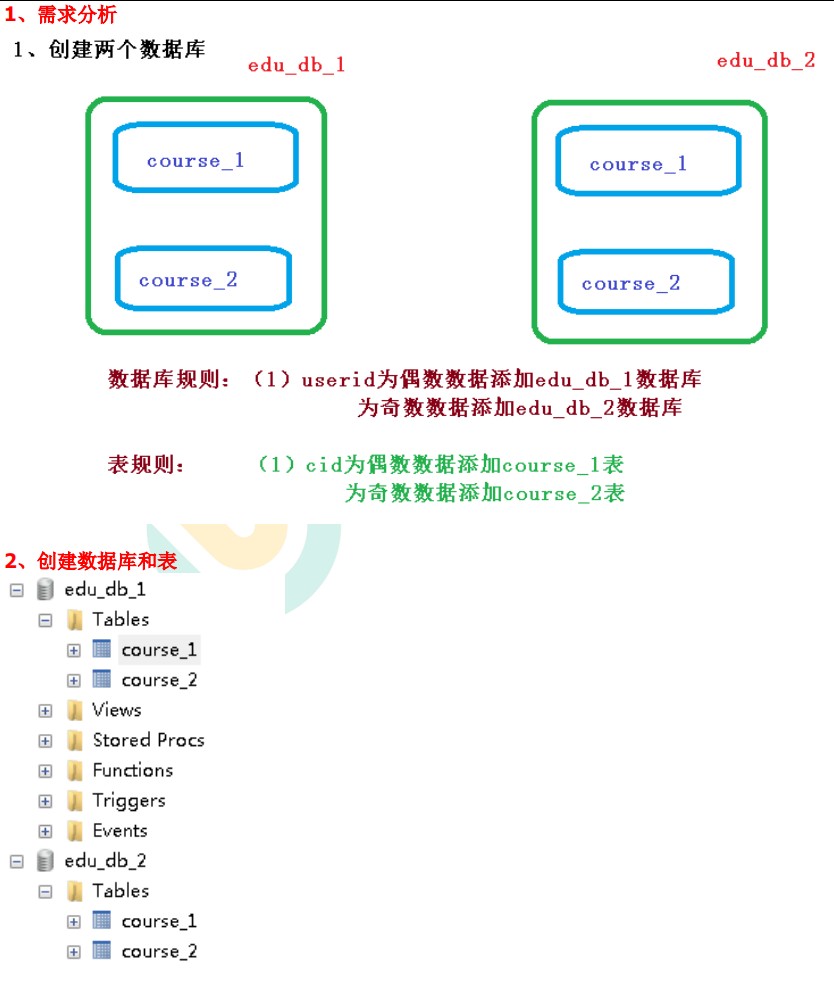 1、需求分析
1、创建两个数据库
edu_db_1
edu_db_2
course_1
course_1
course_2
course_2
数据库规则：（1）userid为偶数数据添加edu_db_1数据库
为奇数数据添加edu_db_2数据库
表规则：（1）cid为偶数数据添加course_1表
为奇数数据添加course_2表
2、创建数据库和表
edu_db_1
Tables
course_1
course_2
Views
Stored Procs
Functions
Triggers
Events
edu_db_2
Tables
course_1
course_2